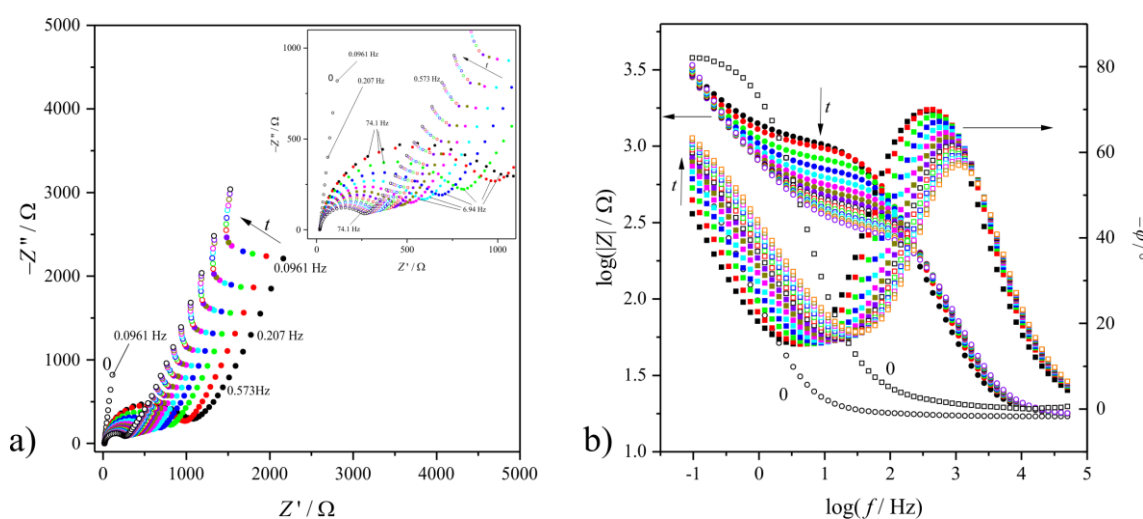 a)
5000
4000
3000
2000
1000
0
0
1000
2000
3000
4000
5000
−Z'' / Ω
Z' / Ω
t
0.0961 Hz
0.207 Hz
0.573Hz
0.0961 Hz
0
1000
500
0
0
500
1000
−Z'' / Ω
Z' / Ω
0.0961 Hz
0
0.207 Hz
0.573 Hz
t
74.1 Hz
6.94 Hz
74.1 Hz
b)
3.5
3.0
2.5
2.0
1.5
1.0
-1
0
1
2
3
4
5
80
60
40
20
0
log(|Z| / Ω)
log(f / Hz)
−φ/°
t
t
0
0